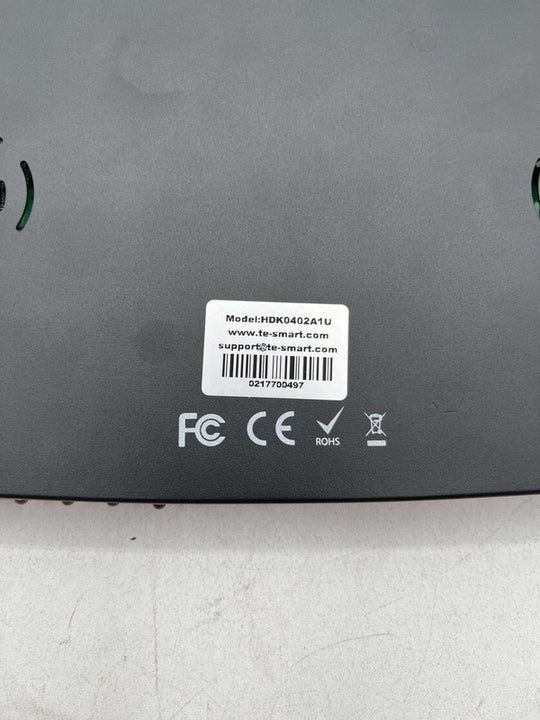 Model:HDK0402A1U
www.te-smart.com
support@te-smart.com
0217700497
FC CE ROHS